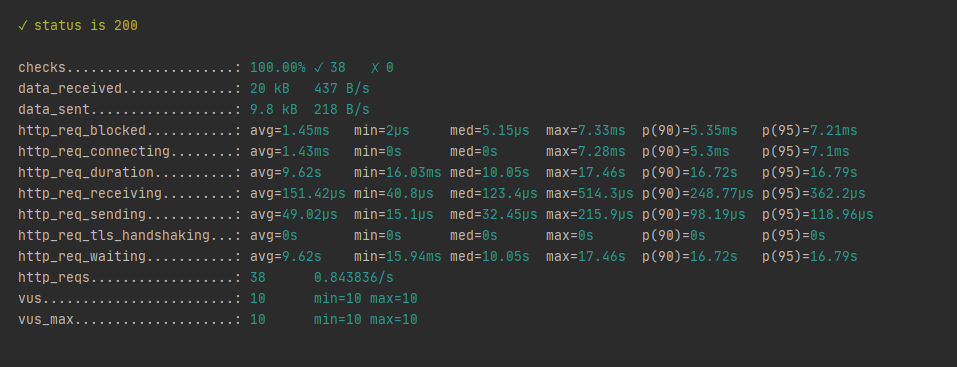 ✓ status is 200
checks.....................: 100.00% ✓ 38 ✗ 0
data_received..............: 20 kB 437 B/s
data_sent..................: 9.8 kB 218 B/s
http_req_blocked...........: avg=1.45ms min=2µs med=5.15µs max=7.33ms p(90)=5.35ms p(95)=7.21ms
http_req_connecting........: avg=1.43ms min=0s med=0s max=7.28ms p(90)=5.3ms p(95)=7.1ms
http_req_duration..........: avg=9.62s min=16.03ms med=10.05s max=17.46s p(90)=16.72s p(95)=16.79s
http_req_receiving.........: avg=151.42µs min=40.8µs med=123.4µs max=514.3µs p(90)=248.77µs p(95)=362.2µs
http_req_sending...........: avg=49.02µs min=15.1µs med=32.45µs max=215.9µs p(90)=98.19µs p(95)=118.96µs
http_req_tls_handshaking...: avg=0s min=0s med=0s max=0s p(90)=0s p(95)=0s
http_req_waiting...........: avg=9.62s min=15.94ms med=10.05s max=17.46s p(90)=16.72s p(95)=16.79s
http_reqs..................: 38 0.843836/s
vus........................: 10 min=10 max=10
vus_max....................: 10 min=10 max=10